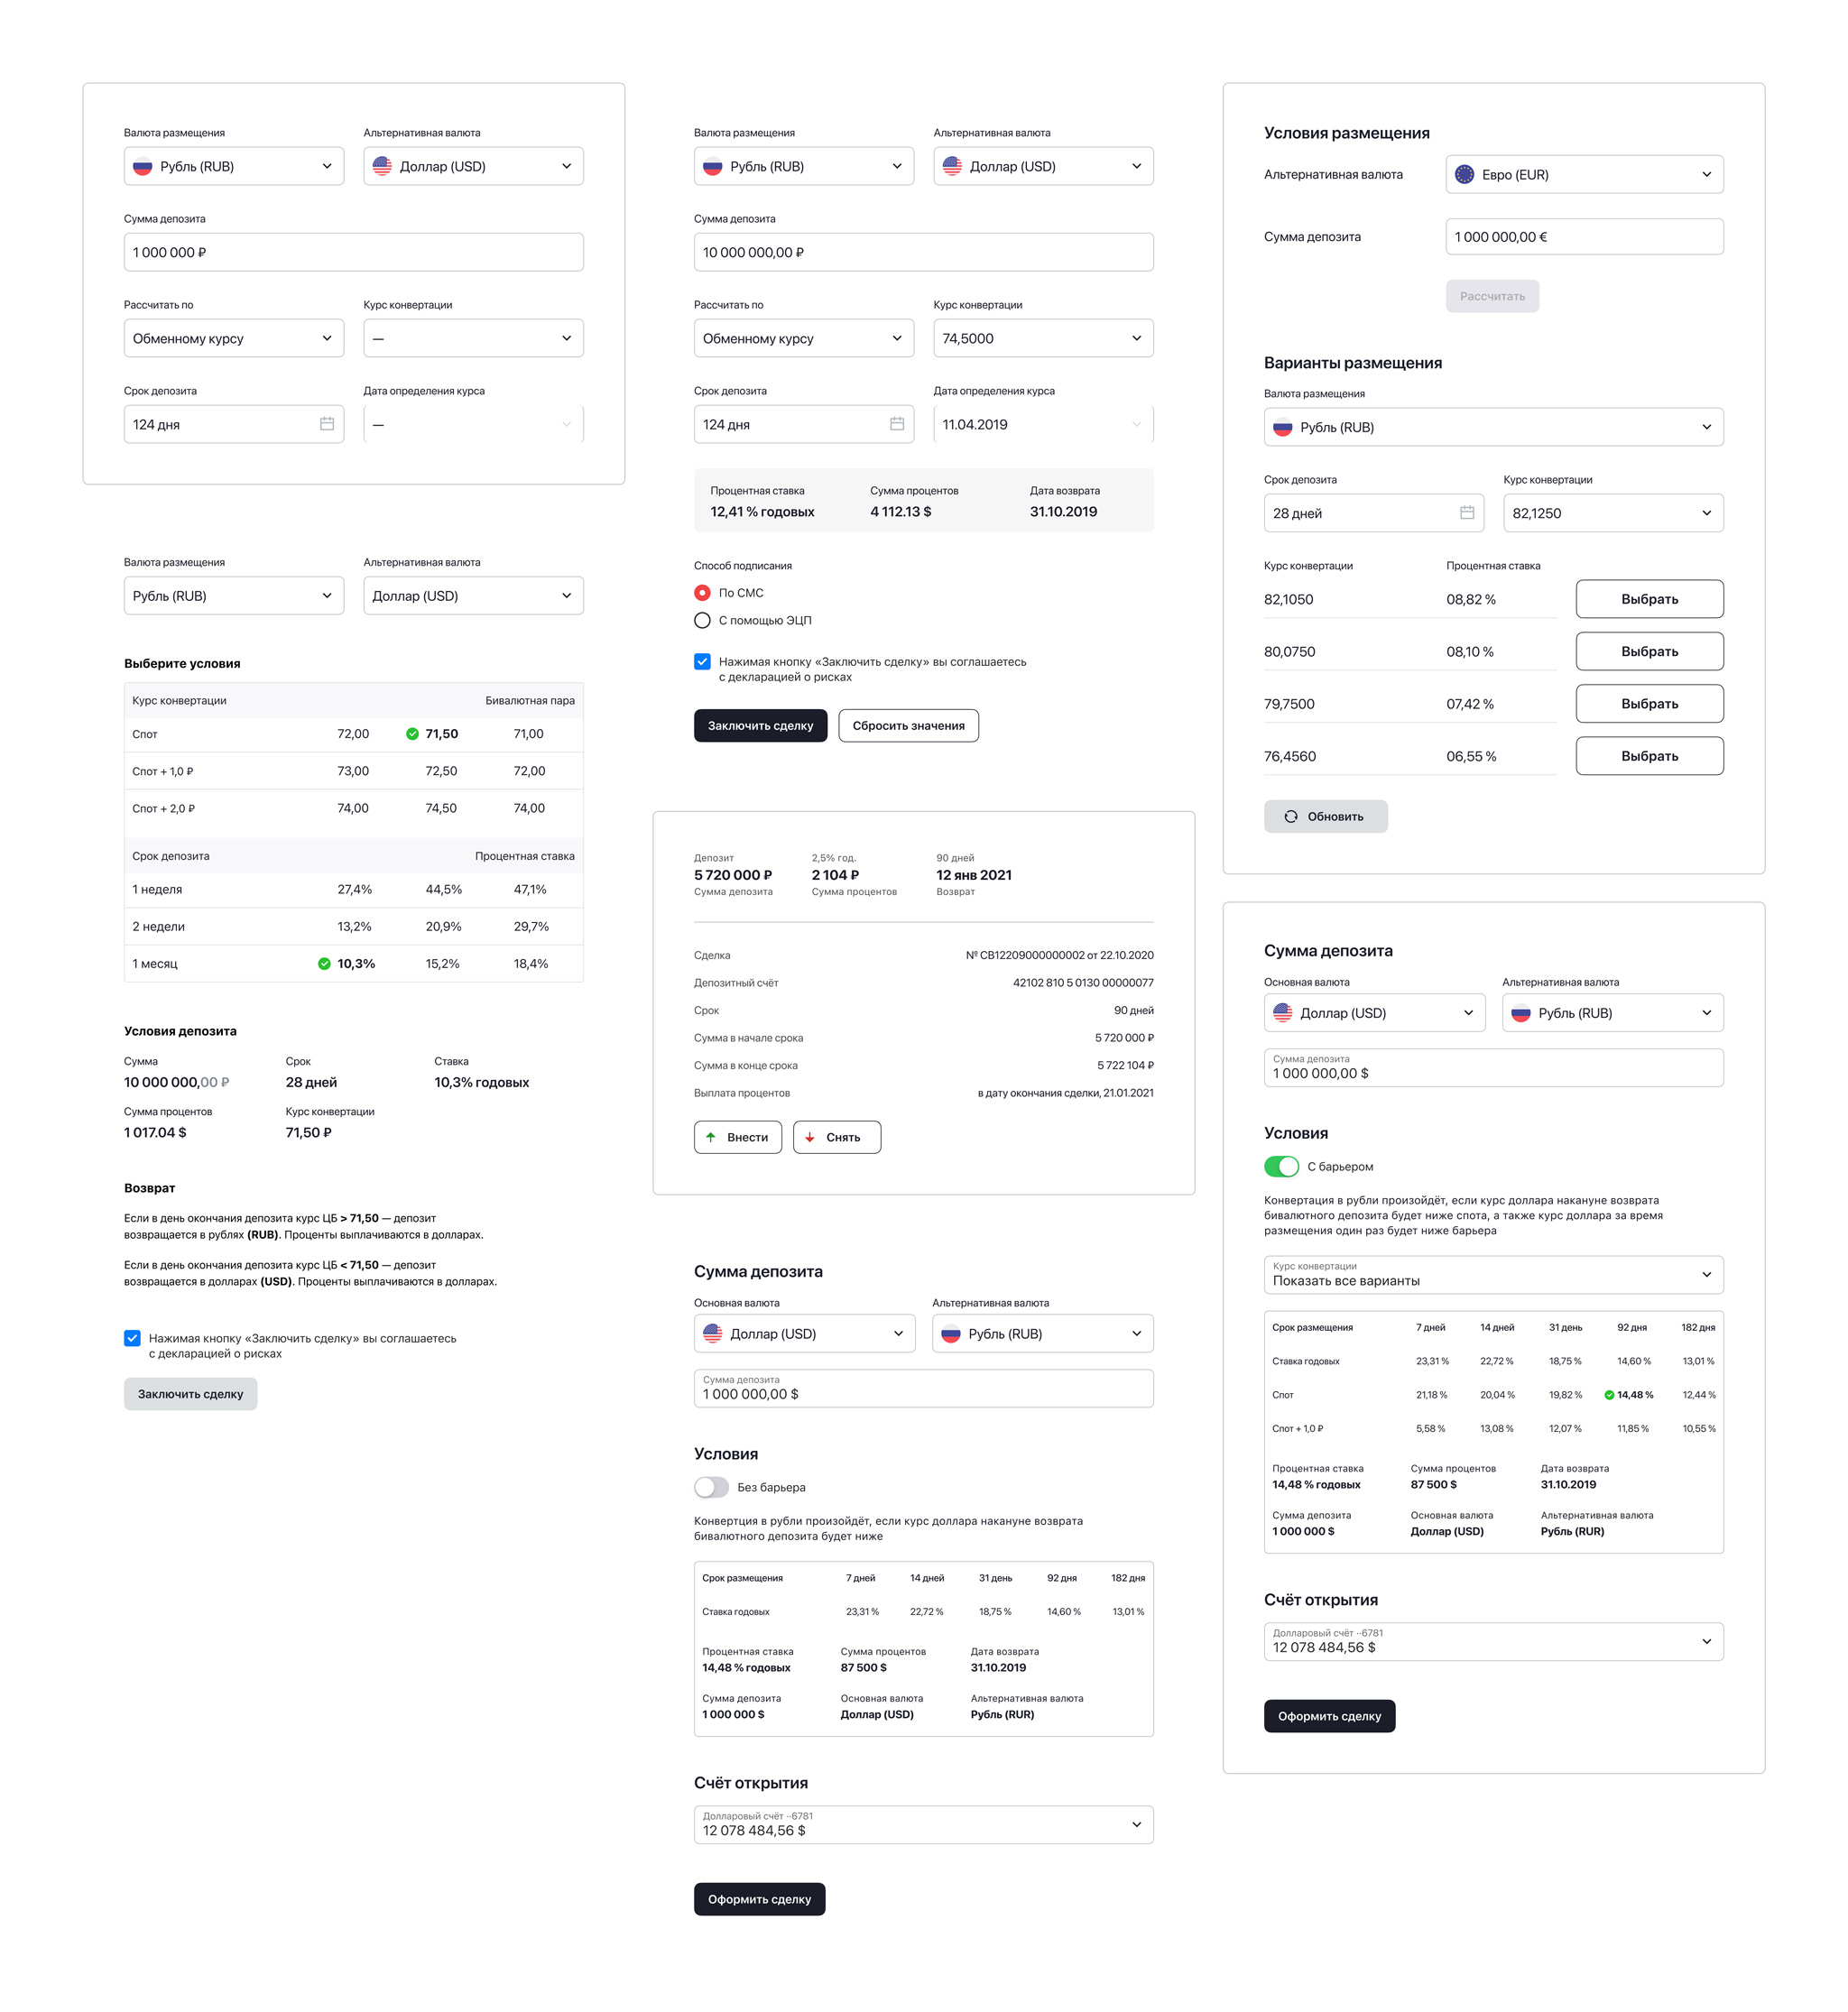 Валюта размещения Альтернативная валюта
Рубль (RUB) Доллар (USD)
Сумма депозита
1 000 000 ₽
Рассчитать по Курс конвертации
Обменному курсу —
Срок депозита Дата определения курса
124 дня —
Валюта размещения Альтернативная валюта
Рубль (RUB) Доллар (USD)
Выберите условия
Курс конвертации Бивалютная пара
Спот 72,00 71,50 71,00
Спот + 1,0 ₽ 73,00 72,50 72,00
Спот + 2,0 ₽ 74,00 74,50 74,00
Срок депозита Процентная ставка
1 неделя 27,4% 44,5% 47,1%
2 недели 13,2% 20,9% 29,7%
1 месяц 10,3% 15,2% 18,4%
Условия депозита
Сумма Срок Ставка
10 000 000,00 ₽ 28 дней 10,3% годовых
Сумма процентов Курс конвертации
1 017.04 $ 71,50 ₽
Возврат
Если в день окончания депозита курс ЦБ > 71,50 — депозит
возвращается в рублях (RUB). Проценты выплачиваются в долларах.
Если в день окончания депозита курс ЦБ < 71,50 — депозит
возвращается в долларах (USD). Проценты выплачиваются в долларах.
Нажимая кнопку «Заключить сделку» вы соглашаетесь
с декларацией о рисках
Заключить сделку
Валюта размещения Альтернативная валюта
Рубль (RUB) Доллар (USD)
Сумма депозита
10 000 000,00 ₽
Рассчитать по Курс конвертации
Обменному курсу 74,5000
Срок депозита Дата определения курса
124 дня 11.04.2019
Процентная ставка Сумма процентов Дата возврата
12,41 % годовых 4 112.13 $ 31.10.2019
Способ подписания
По СМС
С помощью ЭЦП
Нажимая кнопку «Заключить сделку» вы соглашаетесь
с декларацией о рисках
Заключить сделку Сбросить значения
Депозит 2,5% год. 90 дней
5 720 000 ₽ 2 104 ₽ 12 янв 2021
Сумма депозита Сумма процентов Возврат
Сделка № СВ12209000000002 от 22.10.2020
Депозитный счёт 42102 810 5 0130 00000077
Срок 90 дней
Сумма в начале срока 5 720 000 ₽
Сумма в конце срока 5 722 104 ₽
Выплата процентов в дату окончания сделки, 21.01.2021
Внести Снять
Сумма депозита
Основная валюта Альтернативная валюта
Доллар (USD) Рубль (RUB)
Сумма депозита
1 000 000,00 $
Условия
Без барьера
Конвертция в рубли произойдёт, если курс доллара накануне возврата
бивалютного депозита будет ниже
Срок размещения 7 дней 14 дней 31 день 92 дня 182 дня
Ставка годовых 23,31 % 22,72 % 18,75 % 14,60 % 13,01 %
Процентная ставка Сумма процентов Дата возврата
14,48 % годовых 87 500 $ 31.10.2019
Сумма депозита Основная валюта Альтернативная валюта
1 000 000 $ Доллар (USD) Рубль (RUR)
Счёт открытия
Долларовый счёт ··6781
12 078 484,56 $
Оформить сделку
Условия размещения
Альтернативная валюта Евро (EUR)
Сумма депозита 1 000 000,00 €
Рассчитать
Варианты размещения
Валюта размещения
Рубль (RUB)
Срок депозита Курс конвертации
28 дней 82,1250
Курс конвертации Процентная ставка
82,1050 08,82 % Выбрать
80,0750 08,10 % Выбрать
79,7500 07,42 % Выбрать
76,4560 06,55 % Выбрать
Обновить
Сумма депозита
Основная валюта Альтернативная валюта
Доллар (USD) Рубль (RUB)
Сумма депозита
1 000 000,00 $
Условия
С барьером
Конвертация в рубли произойдёт, если курс доллара накануне возврата
бивалютного депозита будет ниже спота, а также курс доллара за время
размещения один раз будет ниже барьера
Курс конвертации
Показать все варианты
Срок размещения 7 дней 14 дней 31 день 92 дня 182 дня
Ставка годовых 23,31 % 22,72 % 18,75 % 14,60 % 13,01 %
Спот 21,18 % 20,04 % 19,82 % 14,48 % 12,44 %
Спот + 1,0 ₽ 5,58 % 13,08 % 12,07 % 11,85 % 10,55 %
Процентная ставка Сумма процентов Дата возврата
14,48 % годовых 87 500 $ 31.10.2019
Сумма депозита Основная валюта Альтернативная валюта
1 000 000 $ Доллар (USD) Рубль (RUR)
Счёт открытия
Долларовый счёт ··6781
12 078 484,56 $
Оформить сделку